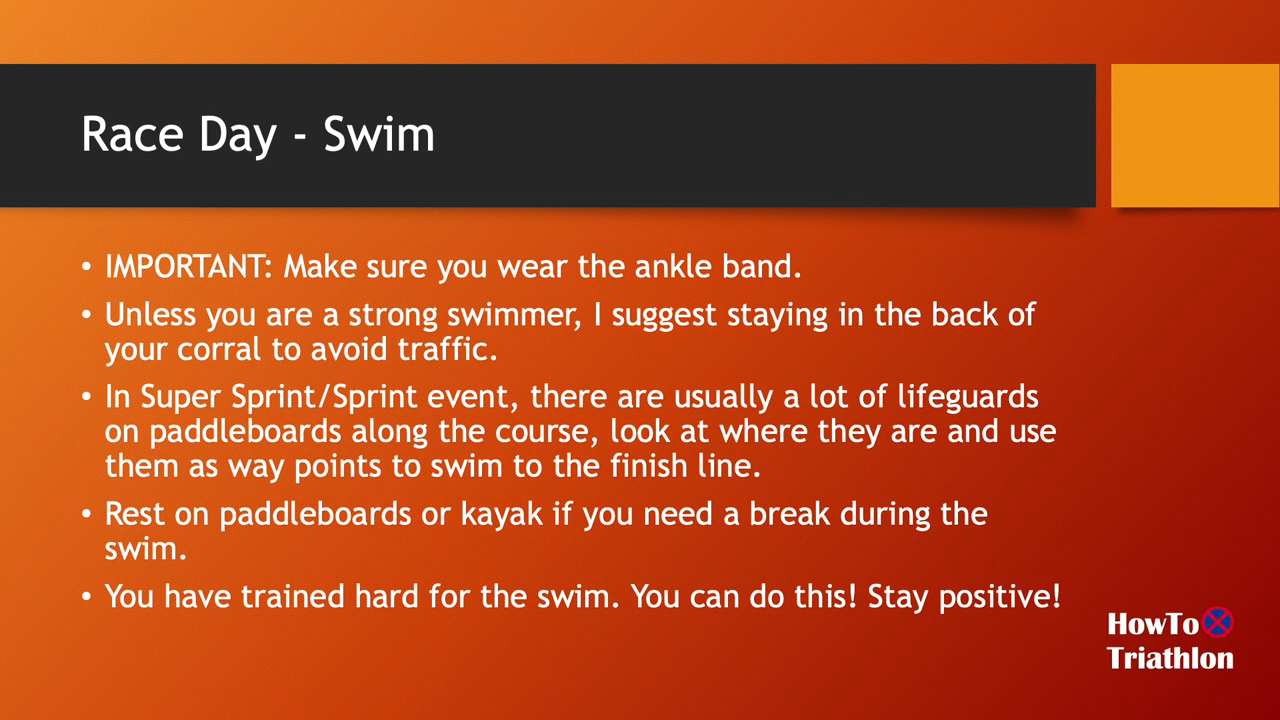 Race Day - Swim
• IMPORTANT: Make sure you wear the ankle band.
• Unless you are a strong swimmer, I suggest staying in the back of
your corral to avoid traffic.
• In Super Sprint/Sprint event, there are usually a lot of lifeguards
on paddleboards along the course, look at where they are and use
them as way points to swim to the finish line.
• Rest on paddleboards or kayak if you need a break during the
swim.
• You have trained hard for the swim. You can do this! Stay positive!
HowTo
Triathlon